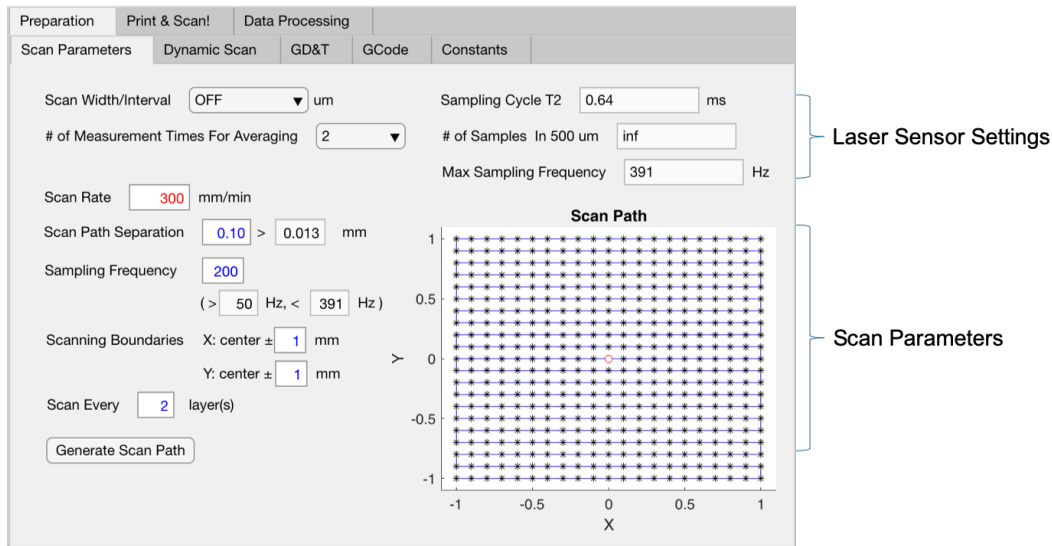 Preparation Print & Scan! Data Processing
Scan Parameters Dynamic Scan GD&T GCode Constants
Scan Width/Interval OFF um Sampling Cycle T2 0.64 ms
# of Measurement Times For Averaging 2 # of Samples In 500 um inf
Laser Sensor Settings
Max Sampling Frequency 391 Hz
Scan Rate 300 mm/min
Scan Path
Scan Path Separation 0.10 > 0.013 mm
Sampling Frequency 200
( > 50 Hz, < 391 Hz )
Scanning Boundaries X: center ± 1 mm
Scan Parameters
Y: center ± 1 mm
Scan Every 2 layer(s)
Generate Scan Path
1
0.5
0
-0.5
-1
Y
-1 -0.5 0 0.5 1
X